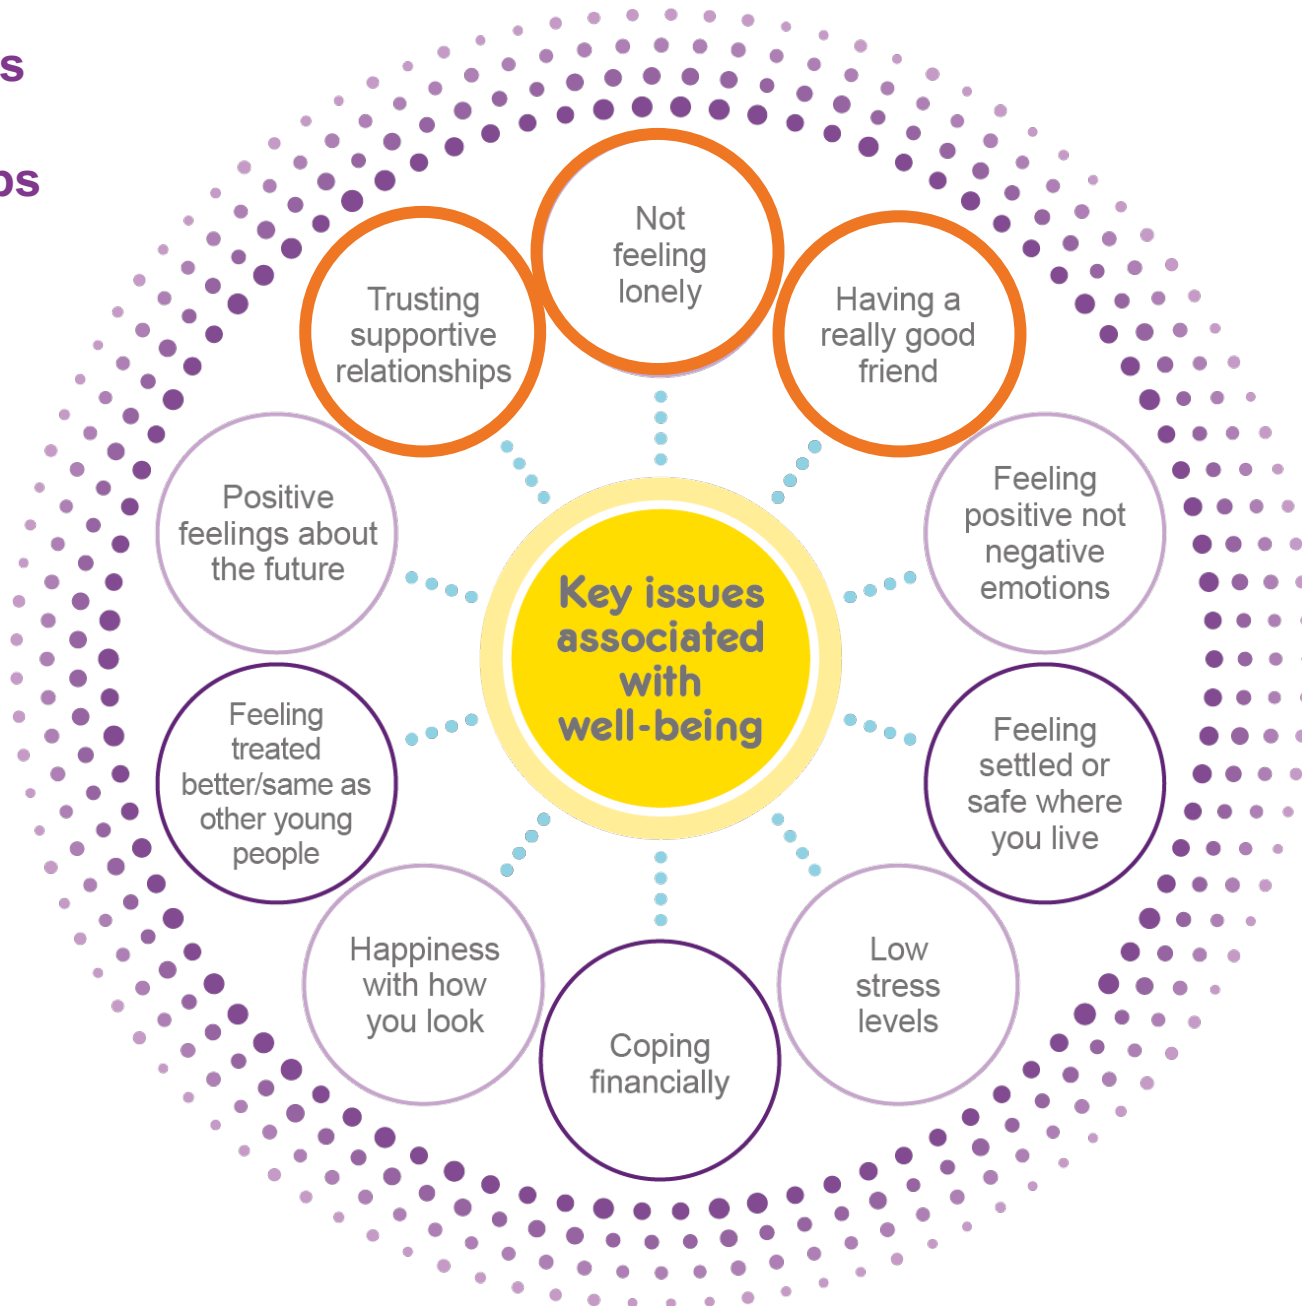 s
ps
Not
feeling
lonely
Trusting
supportive
relationships
Having a
really good
friend
Positive
feelings about
the future
Feeling
positive not
negative
emotions
Key issues
associated
with
well-being
Feeling
treated
better/same as
other young
people
Feeling
settled or
safe where
you live
Happiness
with how
you look
Low
stress
levels
Coping
financially